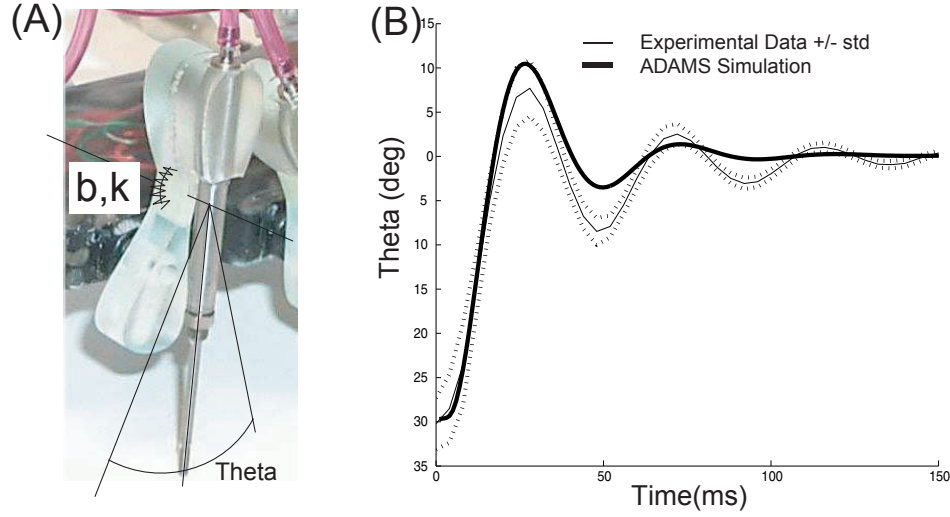 (A)
b,k
Theta
(B)
Experimental Data +/- std
ADAMS Simulation
Theta (deg)
15
10
5
0
5
10
15
20
25
30
35
0
50
100
150
Time(ms)